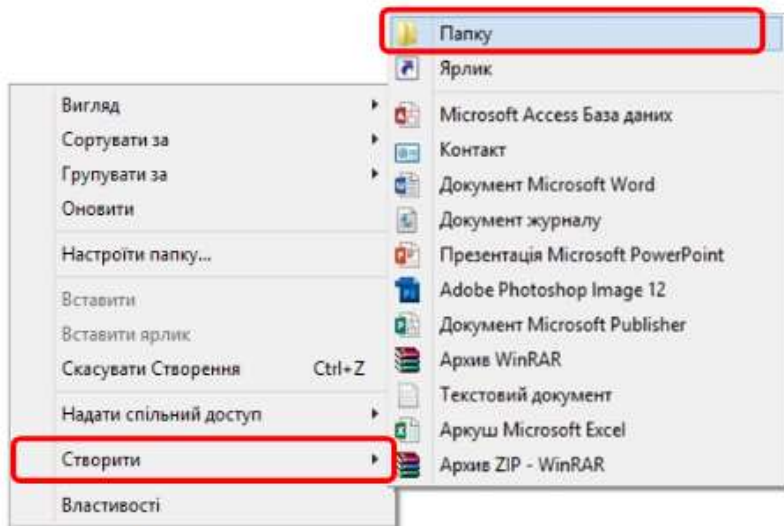 Вигляд
Сортувати за
Групувати за
Оновити
Настроїти папку...
Вставити
Вставити ярлик
Скасувати Створення Ctrl+Z
Надати спільний доступ
Створити
Властивості
Папку
Ярлик
Microsoft Access База даних
Контакт
Документ Microsoft Word
Документ журналу
Презентація Microsoft PowerPoint
Adobe Photoshop Image 12
Документ Microsoft Publisher
Архив WinRAR
Текстовий документ
Аркуш Microsoft Excel
Архив ZIP - WinRAR